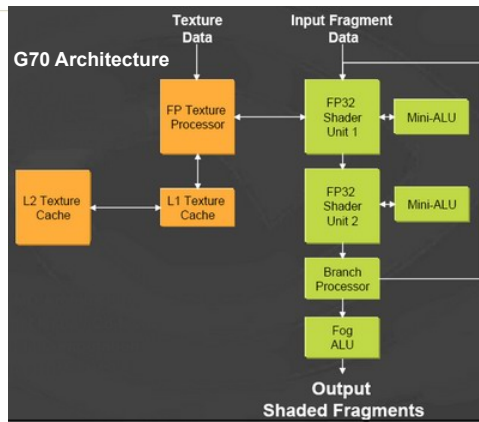 Texture
Data
Input Fragment
Data
G70 Architecture
FP Texture
Processor
FP32
Shader
Unit 1
Mini-ALU
L2 Texture
Cache
L1 Texture
Cache
FP32
Shader
Unit 2
Mini-ALU
Branch
Processor
Fog
ALU
Output
Shaded Fragments